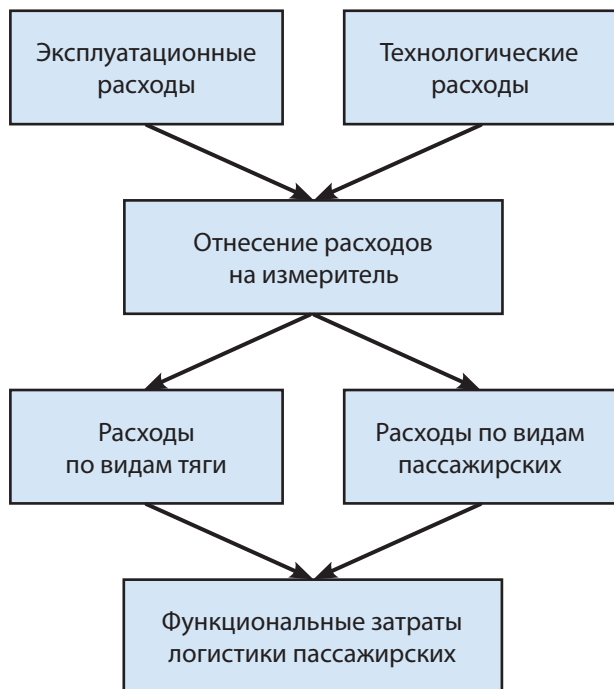 Эксплуатационные
расходы
Технологические
расходы
Отнесение расходов
на измеритель
Расходы
по видам тяги
Расходы по видам
пассажирских
Функциональные затраты
логистики пассажирских